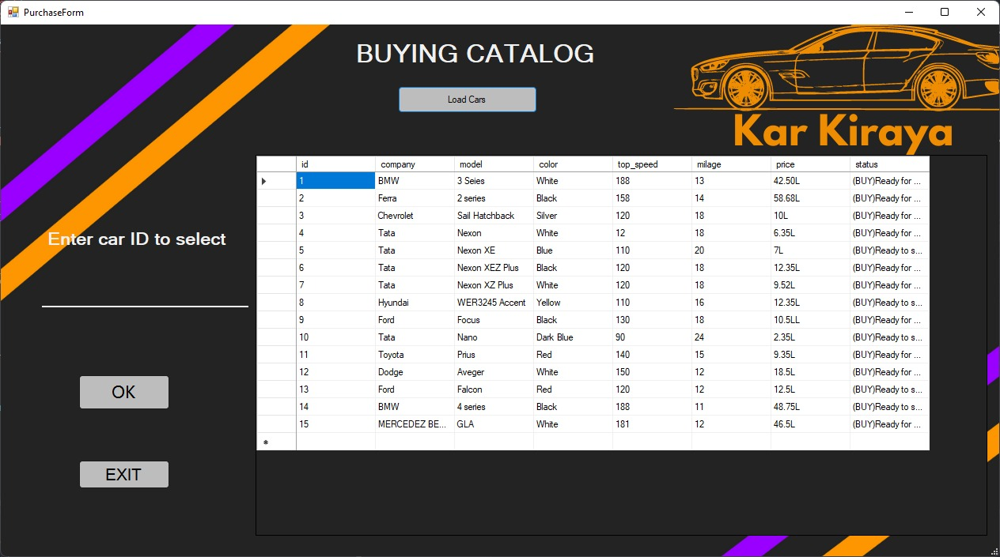 PurchaseForm
BUYING CATALOG
Load Cars
Kar Kiraya
id company model color top_speed milage price status
1 BMW 3 Seies White 188 13 42.50L (BUY)Ready for ...
2 Ferra 2 series Black 158 14 58.68L (BUY)Ready for ...
3 Chevrolet Sail Hatchback Silver 120 18 10L (BUY)Ready for ...
4 Tata Nexon White 12 18 6.35L (BUY)Ready for ...
5 Tata Nexon XE Blue 110 20 7L (BUY)Ready to s...
6 Tata Nexon XEZ Plus Black 120 18 12.35L (BUY)Ready for ...
7 Tata Nexon XZ Plus White 120 18 9.52L (BUY)Ready for ...
8 Hyundai WER3245 Accent Yellow 110 16 12.35L (BUY)Ready to s...
9 Ford Focus Black 130 18 10.5LL (BUY)Ready for ...
10 Tata Nano Dark Blue 90 24 2.35L (BUY)Ready to s...
11 Toyota Prius Red 140 15 9.35L (BUY)Ready for ...
12 Dodge Aveger White 150 12 18.5L (BUY)Ready for ...
13 Ford Falcon Red 120 12 12.5L (BUY)Ready to s...
14 BMW 4 series Black 188 11 48.75L (BUY)Ready to s...
15 MERCEDEZ BE... GLA White 181 12 46.5L (BUY)Ready for ...
Enter car ID to select
OK
EXIT